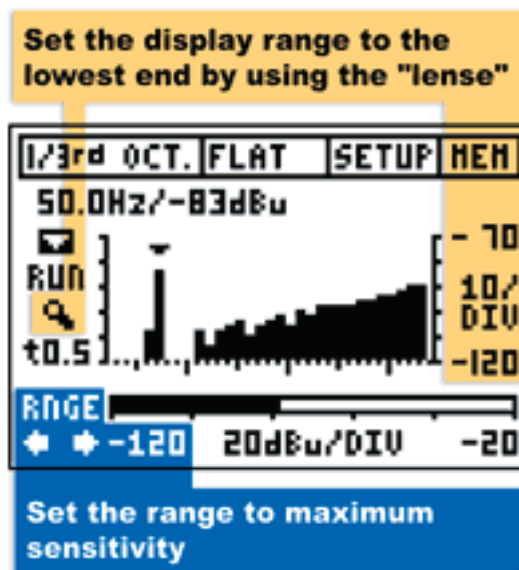 Set the display range to the
lowest end by using the "lense"
1/3rd OCT. FLAT SETUP MEM
50.0Hz/-83dBu
- 70
RUN
10/
DIV
t0.5
-120
RNGE
-120 20dBu/DIV -20
Set the range to maximum
sensitivity